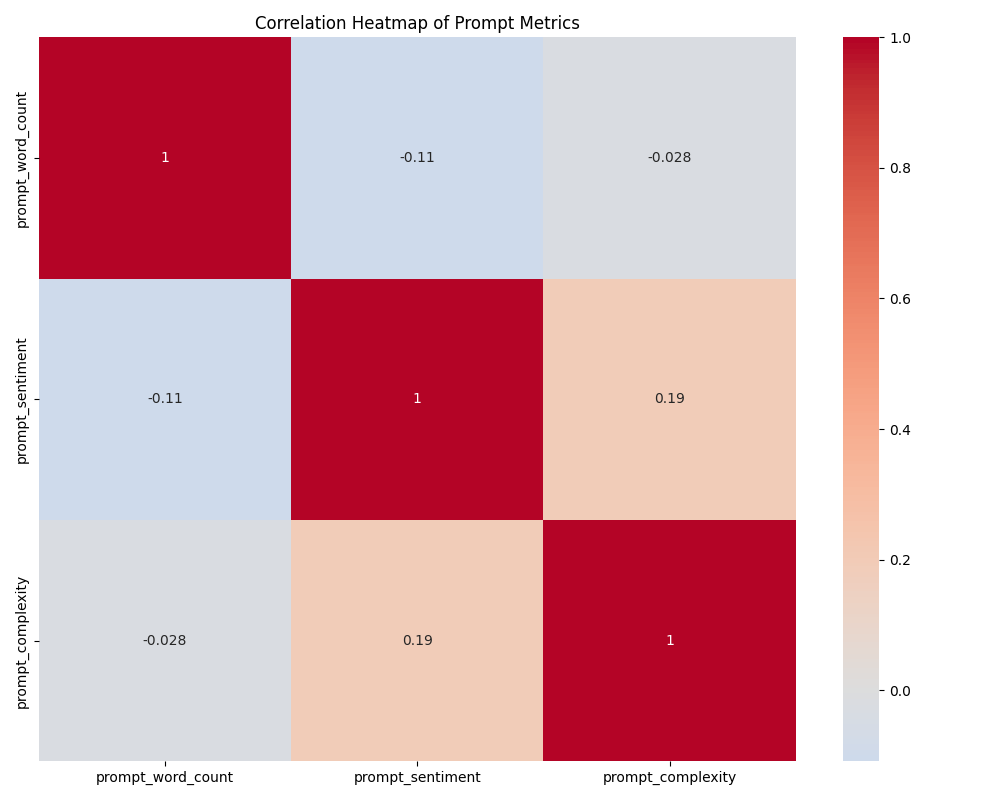 Correlation Heatmap of Prompt Metrics
prompt_word_count
1
-0.11
-0.028
prompt_sentiment
-0.11
1
0.19
prompt_complexity
-0.028
0.19
1
prompt_word_count
prompt_sentiment
prompt_complexity
1.0
0.8
0.6
0.4
0.2
0.0